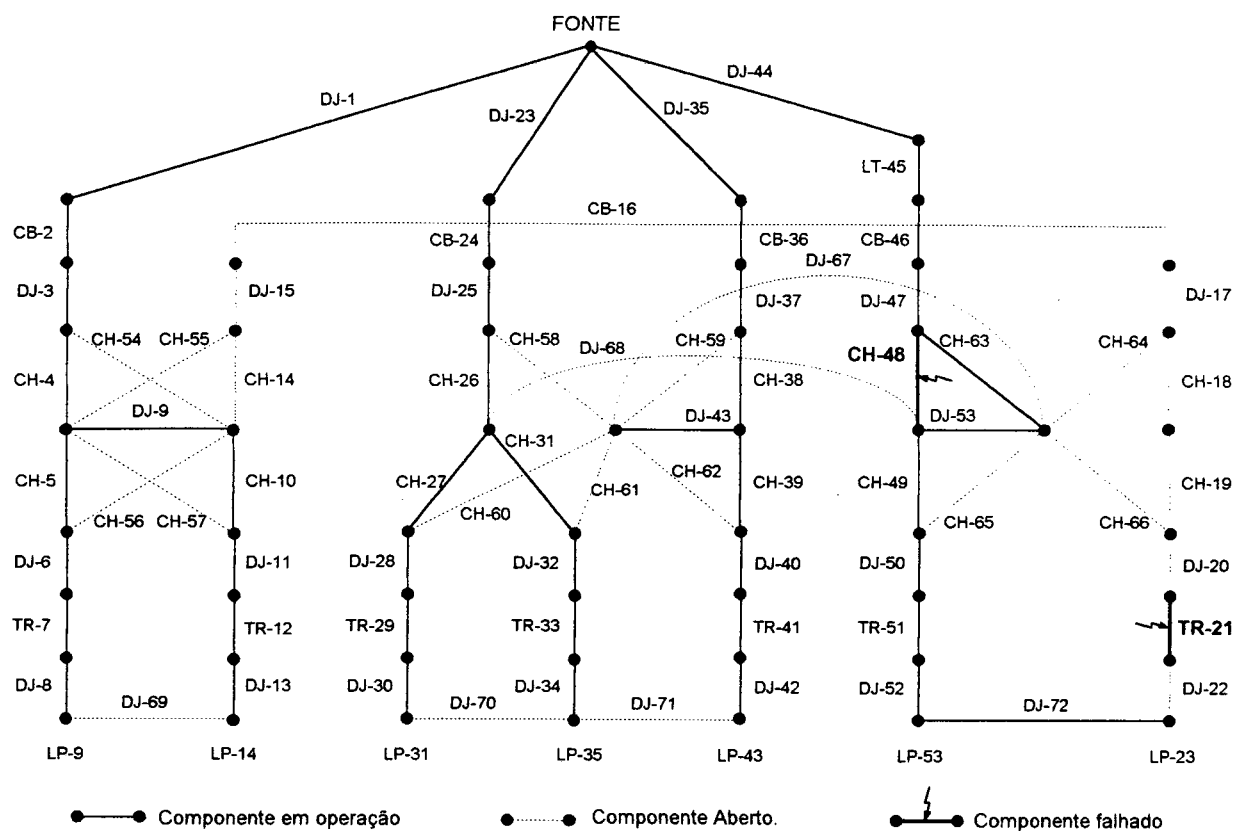 FONTE
DJ-1
DJ-23
DJ-35
DJ-44
LT-45
CB-16
CB-2
CB-24
CB-36
CB-46
DJ-67
DJ-3
DJ-15
DJ-25
DJ-37
DJ-47
DJ-17
CH-54
CH-55
CH-58
DJ-68
CH-59
CH-48
CH-63
CH-64
CH-4
CH-14
CH-26
CH-38
CH-18
DJ-9
DJ-43
DJ-53
CH-31
CH-5
CH-10
CH-27
CH-61
CH-62
CH-39
CH-49
CH-19
CH-56
CH-57
CH-60
CH-65
CH-66
DJ-6
DJ-11
DJ-28
DJ-32
DJ-40
DJ-50
DJ-20
TR-7
TR-12
TR-29
TR-33
TR-41
TR-51
TR-21
DJ-8
DJ-13
DJ-30
DJ-34
DJ-42
DJ-52
DJ-22
DJ-69
DJ-70
DJ-71
DJ-72
LP-9
LP-14
LP-31
LP-35
LP-43
LP-53
LP-23
Componente em operação
Componente Aberto.
Componente falhado